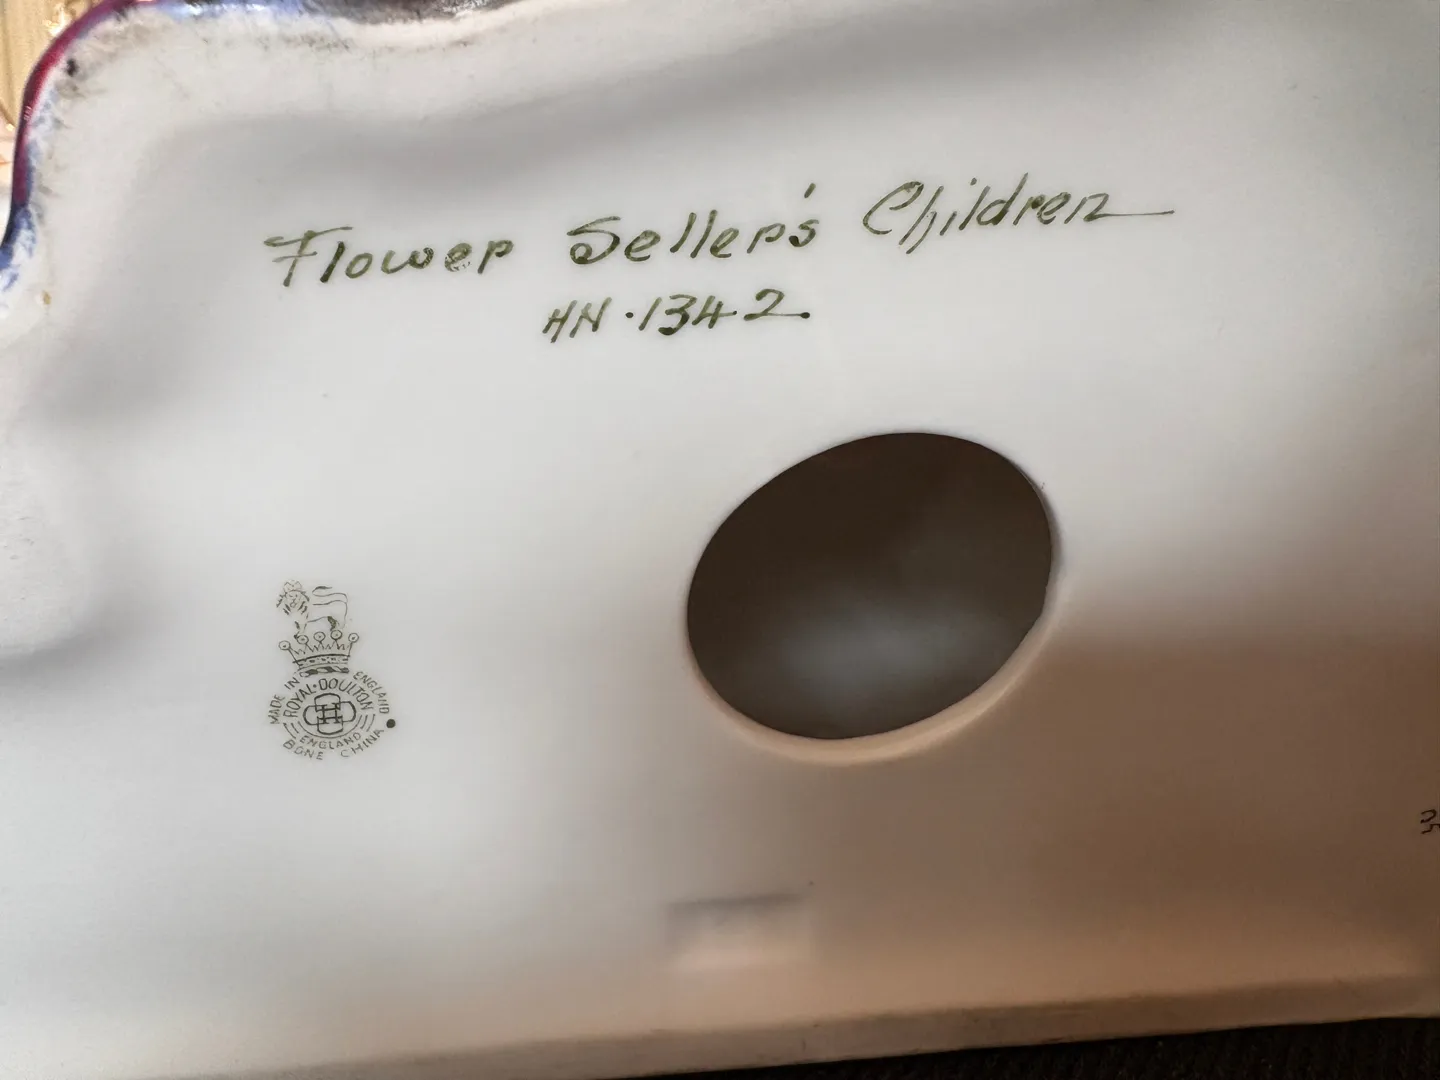 Flower Seller's Children
HN·1342.
MADE IN ENGLAND
ROYAL·DOULTON
ENGLAND
BONE CHINA